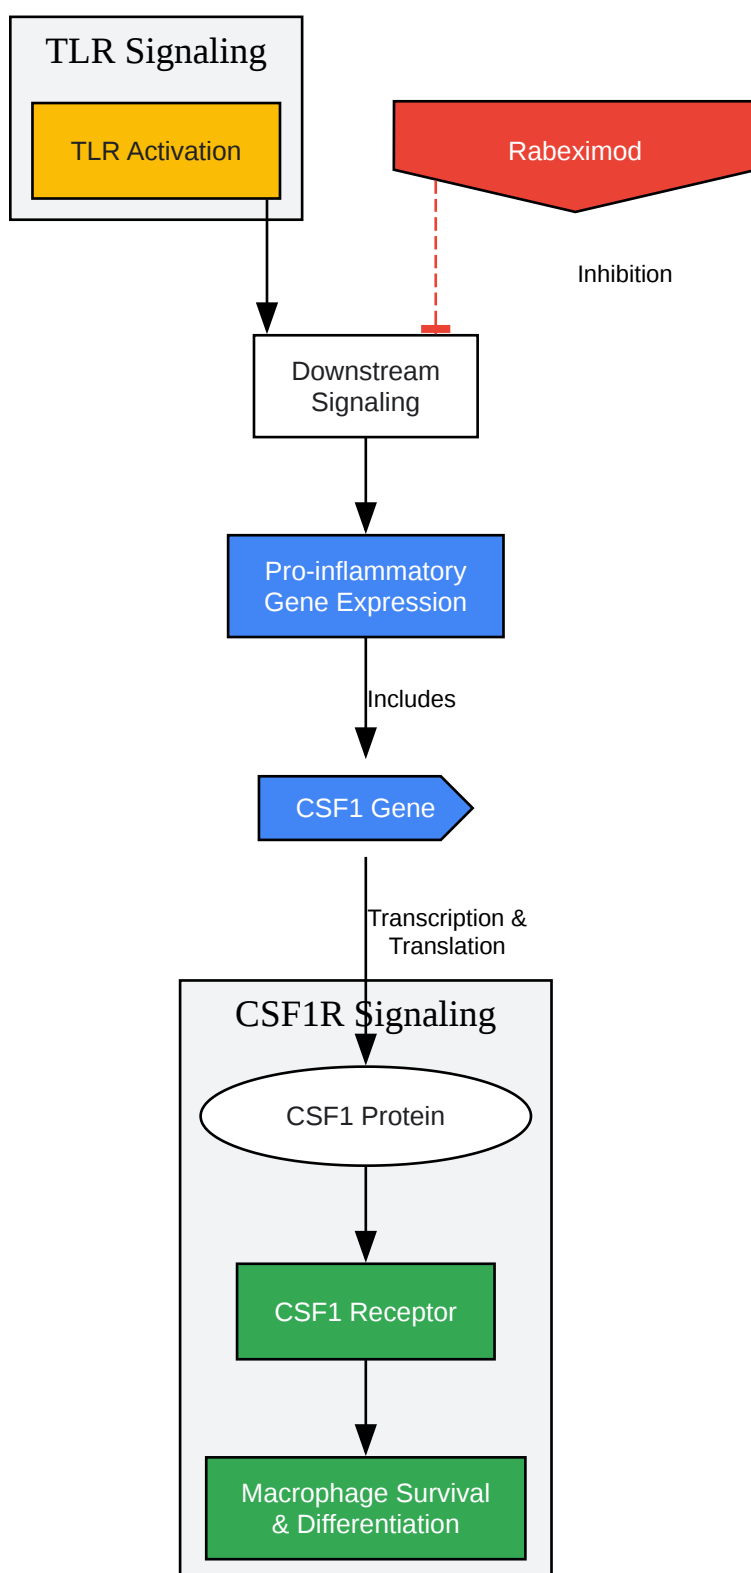 TLR Signaling
TLR Activation
Rabeximod
Inhibition
Downstream
Signaling
Pro-inflammatory
Gene Expression
Includes
CSF1 Gene
Transcription &
Translation
CSF1R Signaling
CSF1 Protein
CSF1 Receptor
Macrophage Survival
& Differentiation